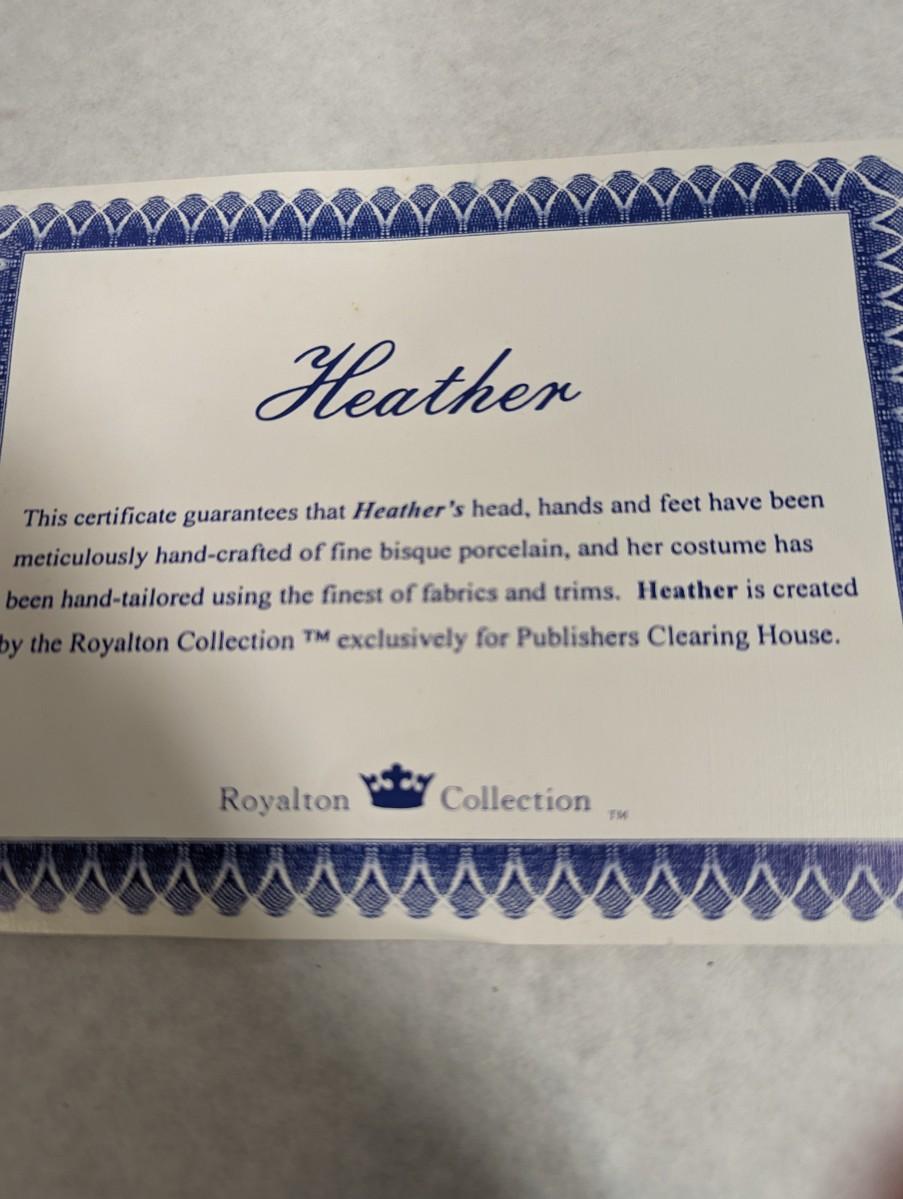 Heather
This certificate guarantees that Heather's head, hands and feet have been
meticulously hand-crafted of fine bisque porcelain, and her costume has
been hand-tailored using the finest of fabrics and trims. Heather is created
by the Royalton Collection ™ exclusively for Publishers Clearing House.
Royalton Collection ™